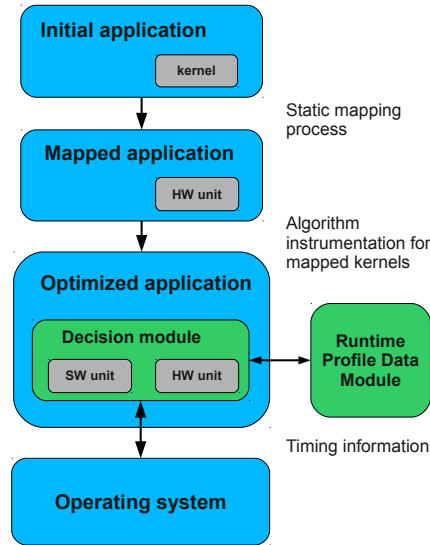 Initial application
kernel
Static mapping
process
Mapped application
HW unit
Algorithm
instrumentation for
mapped kernels
Optimized application
Decision module
SW unit
HW unit
Runtime
Profile Data
Module
Timing information
Operating system